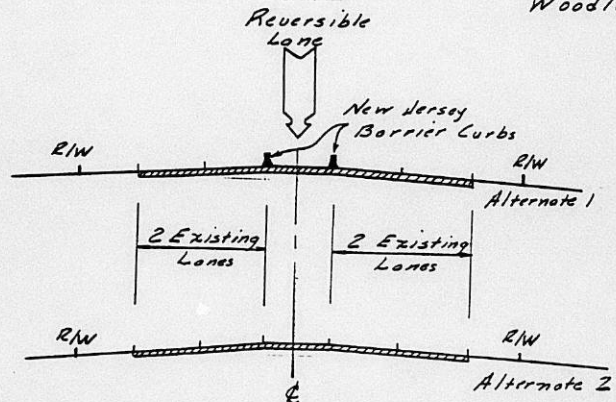 Reversible
Lane
New Jersey
Barrier Curbs
R/W
R/W
Alternate 1
2 Existing
Lanes
2 Existing
Lanes
R/W
R/W
Alternate 2
℄